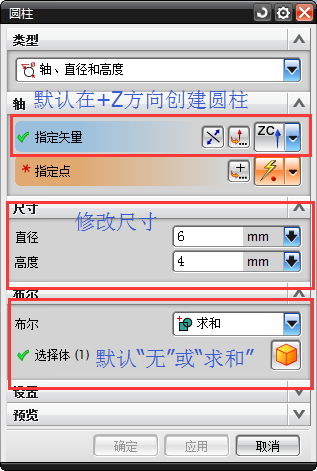 圆柱
类型
轴、直径和高度
轴
默认在+Z方向创建圆柱
指定矢量
ZC
* 指定点
尺寸
修改尺寸
直径 6 mm
高度 4 mm
布尔
布尔 求和
选择体 (1)
默认“无”或“求和”
设置
预览
确定 应用 取消